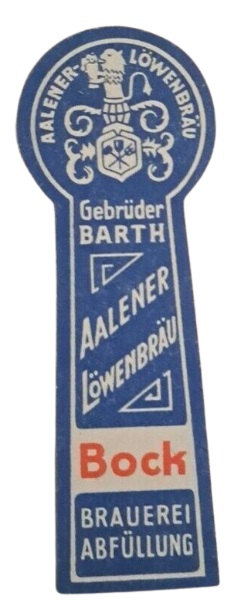 AALENER-LÖWENBRÄU
Gebrüder
BARTH
AALENER
LÖWENBRÄU
Bock
BRAUEREI
ABFÜLLUNG